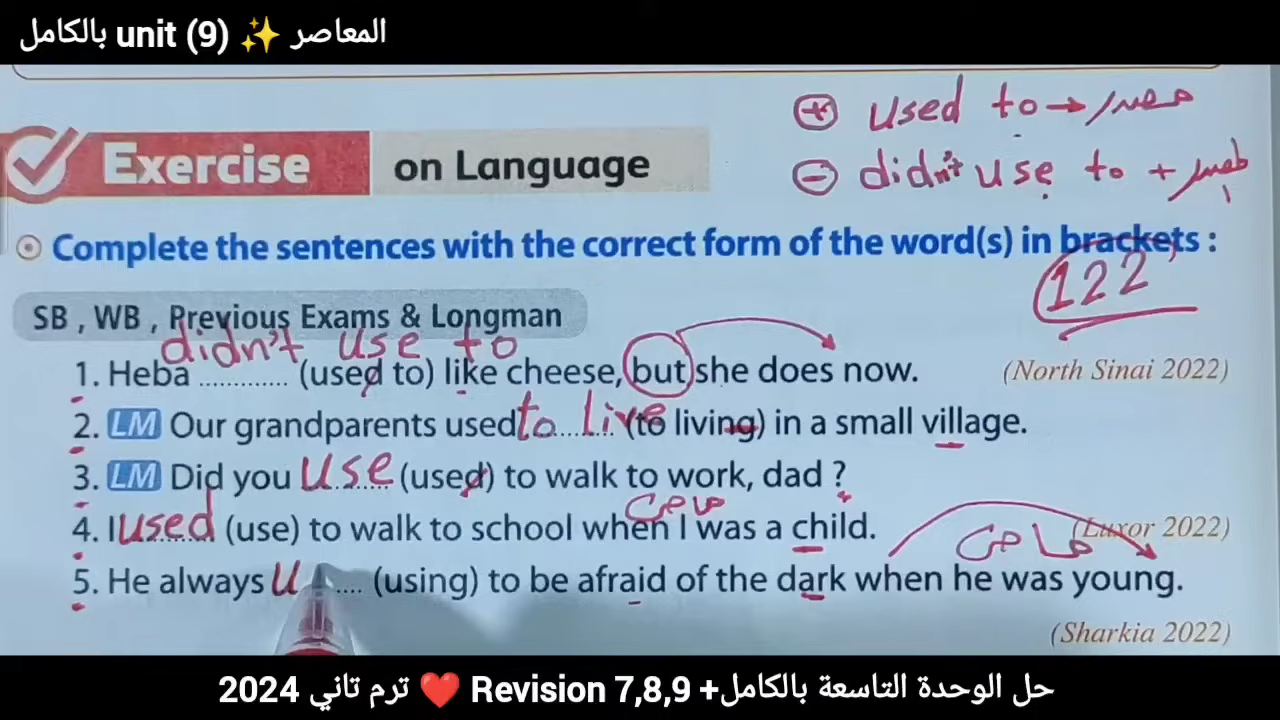 المعاصر ✨ unit (9) بالكامل
⊕ used to → مصدر
⊖ didn't use to + مصدر
Exercise on Language
Complete the sentences with the correct form of the word(s) in brackets :
122
SB , WB , Previous Exams & Longman
didn't use to
1. Heba ............. (used to) like cheese, but she does now. (North Sinai 2022)
2. LM Our grandparents used to live (to living) in a small village.
3. LM Did you use (used) to walk to work, dad ?
ماضى
4. I used (use) to walk to school when I was a child. (Luxor 2022)
ماضى
5. He always u .... (using) to be afraid of the dark when he was young.
(Sharkia 2022)
حل الوحدة التاسعة بالكامل+ Revision 7,8,9 ❤️ ترم تاني 2024